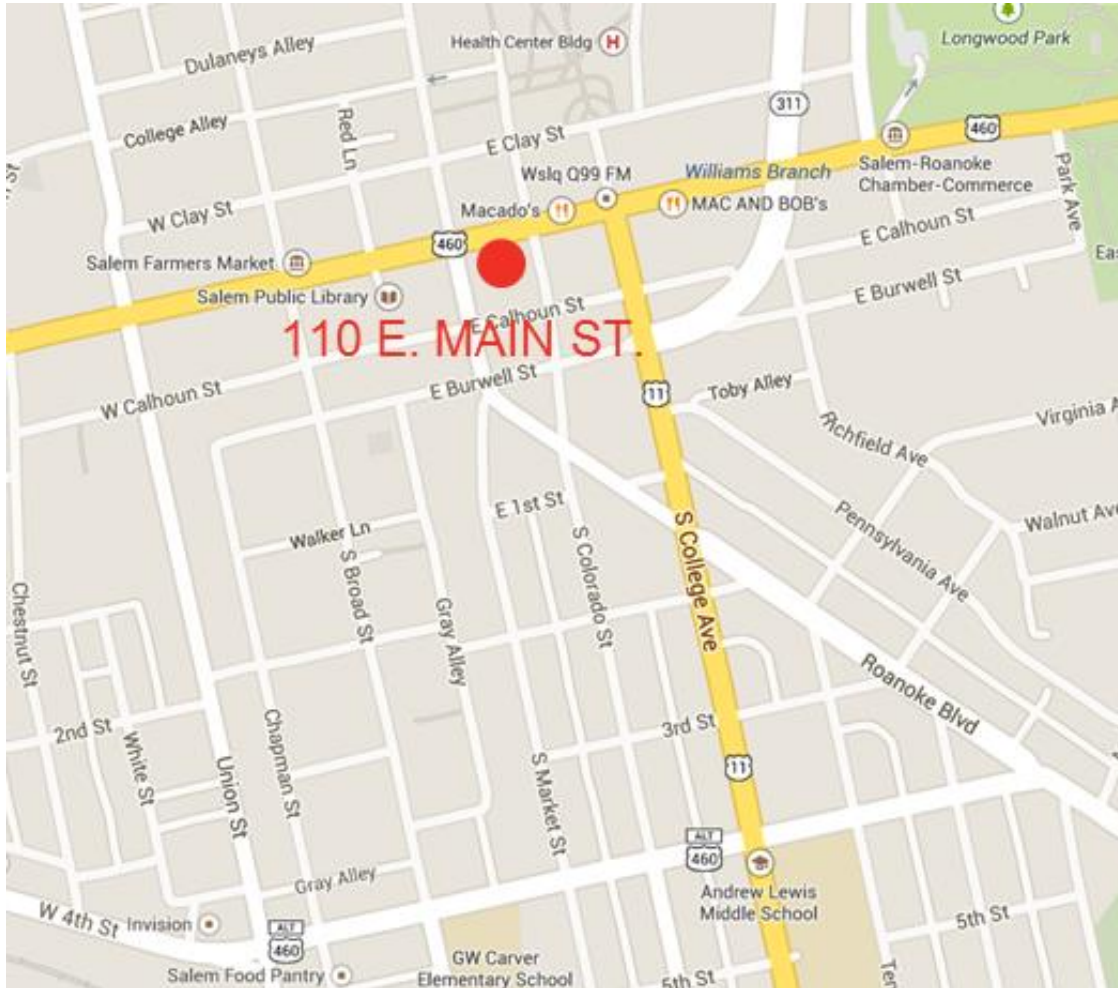 Dulaneys Alley
Health Center Bldg
H
Longwood Park
College Alley
Red Ln
E Clay St
311
460
Wslq Q99 FM
Williams Branch
Salem-Roanoke
Chamber-Commerce
Park Ave
W Clay St
Macado's
MAC AND BOB's
460
E Calhoun St
Salem Farmers Market
Salem Public Library
E Burwell St
E Calhoun St
110 E. MAIN ST.
E Burwell St
W Calhoun St
11
Toby Alley
Richfield Ave
E 1st St
Walker Ln
S Broad St
S Colorado St
S College Ave
Pennsylvania Ave
Chestnut St
Gray Alley
Roanoke Blvd
2nd St
White St
Union St
Chapman St
3rd St
S Market St
11
ALT
460
Gray Alley
Andrew Lewis
Middle School
W 4th St
Invision
ALT
460
5th St
Salem Food Pantry
GW Carver
Elementary School
5th St